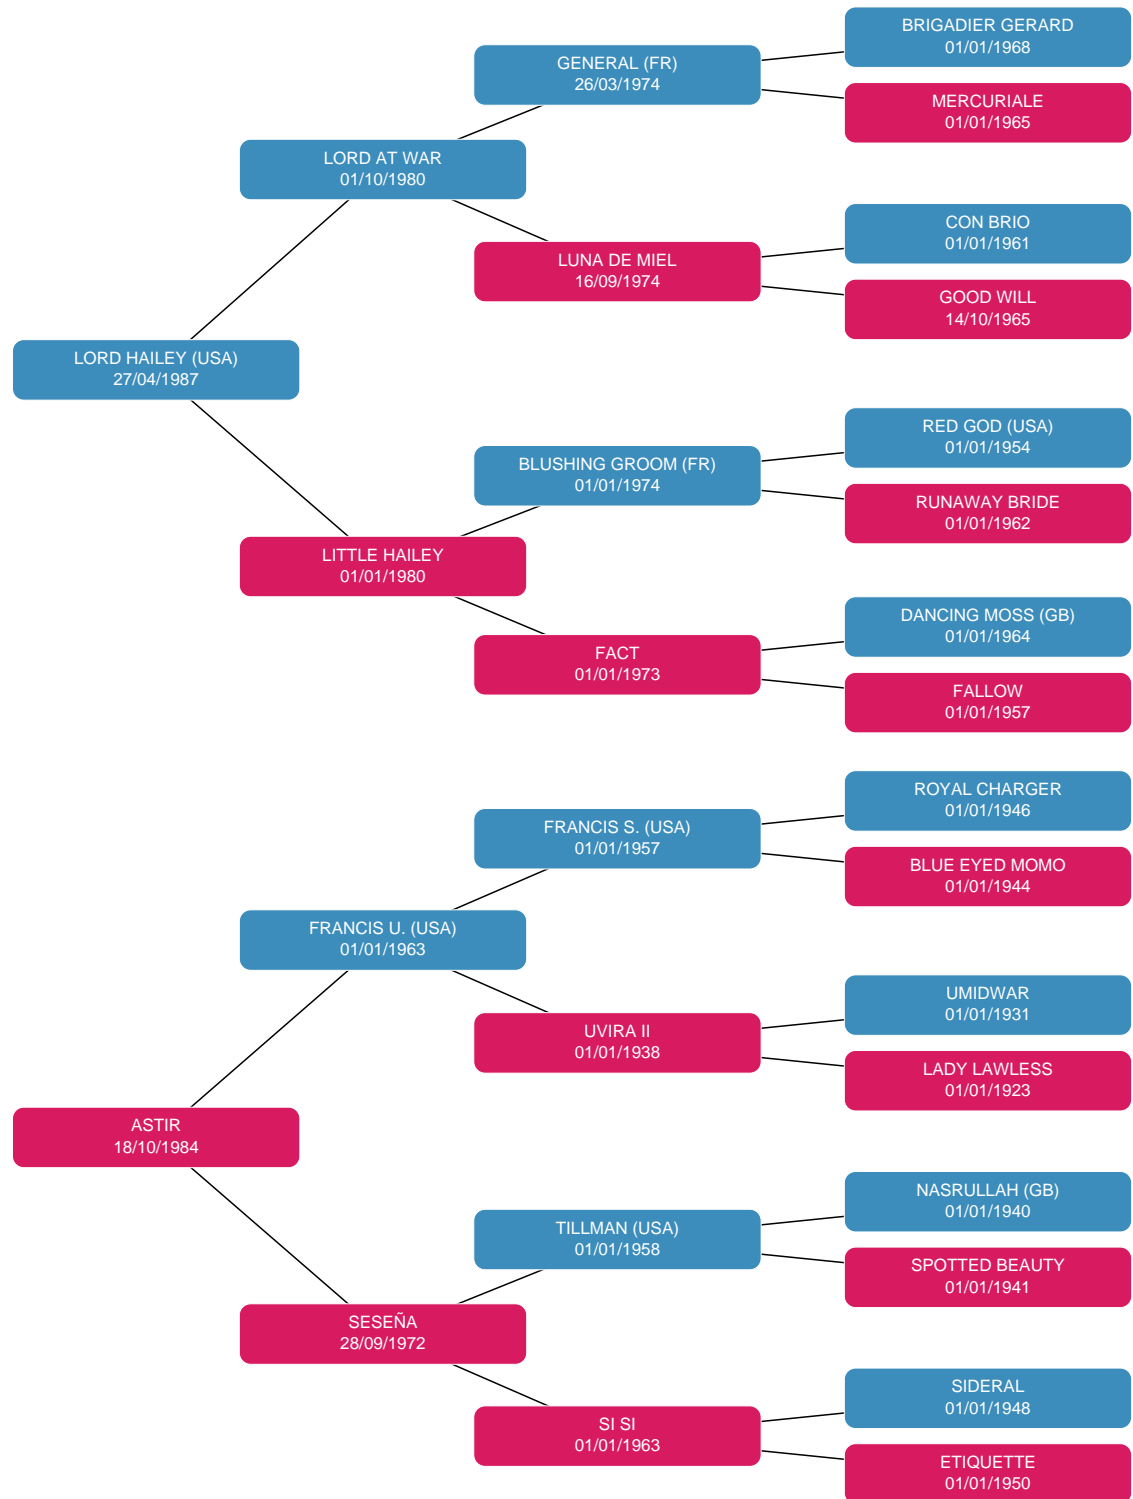 BRIGADIER GERARD
01/01/1968
GENERAL (FR)
26/03/1974
MERCURIALE
01/01/1965
LORD AT WAR
01/10/1980
CON BRIO
01/01/1961
LUNA DE MIEL
16/09/1974
GOOD WILL
14/10/1965
LORD HAILEY (USA)
27/04/1987
RED GOD (USA)
01/01/1954
BLUSHING GROOM (FR)
01/01/1974
RUNAWAY BRIDE
01/01/1962
LITTLE HAILEY
01/01/1980
DANCING MOSS (GB)
01/01/1964
FACT
01/01/1973
FALLOW
01/01/1957
ROYAL CHARGER
01/01/1946
FRANCIS S. (USA)
01/01/1957
BLUE EYED MOMO
01/01/1944
FRANCIS U. (USA)
01/01/1963
UMIDWAR
01/01/1931
UVIRA II
01/01/1938
LADY LAWLESS
01/01/1923
ASTIR
18/10/1984
NASRULLAH (GB)
01/01/1940
TILLMAN (USA)
01/01/1958
SPOTTED BEAUTY
01/01/1941
SESEÑA
28/09/1972
SIDERAL
01/01/1948
SI SI
01/01/1963
ETIQUETTE
01/01/1950